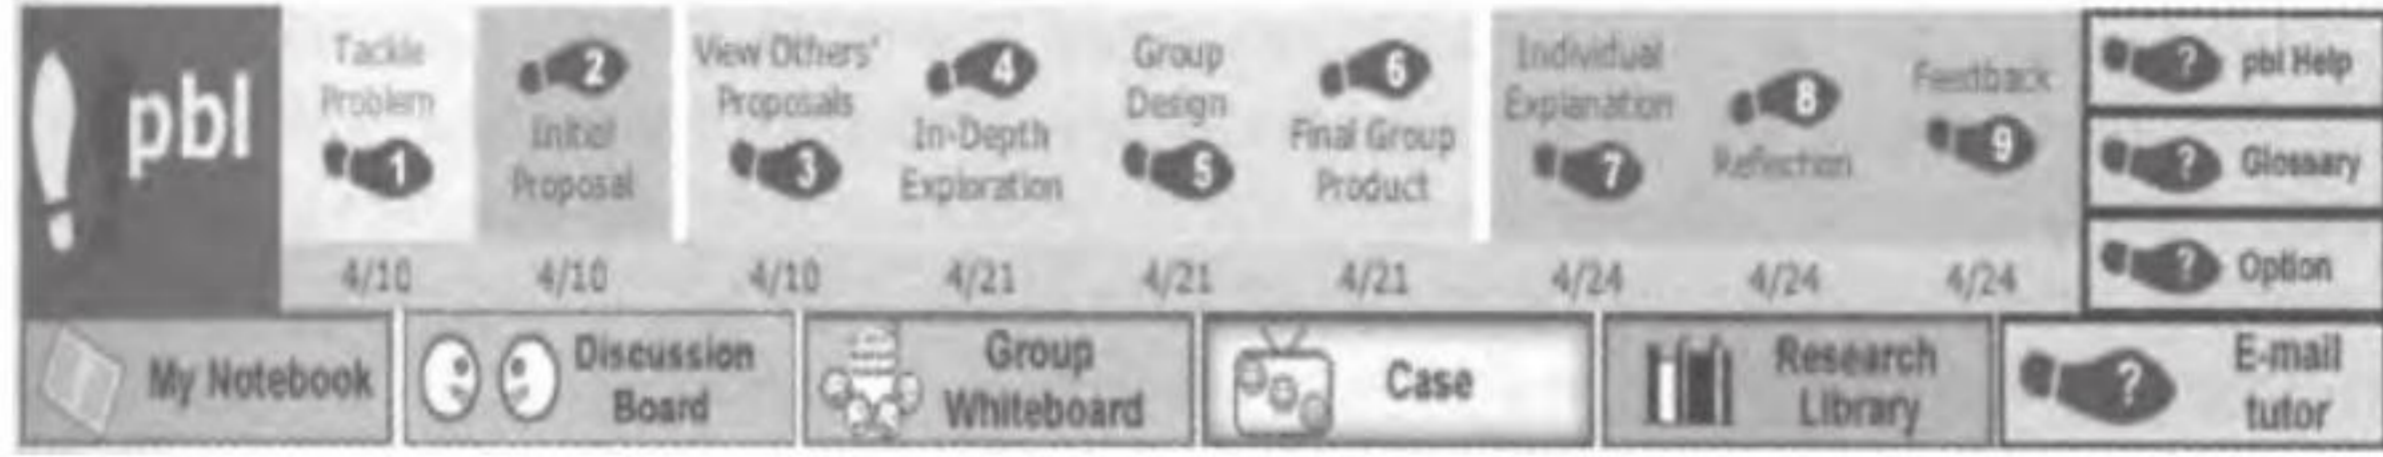 pbl
Tackle
Problem
1
2
Initial
Proposal
View Others'
Proposals
3
4
In-Depth
Exploration
Group
Design
5
6
Final Group
Product
Individual
Explanation
7
8
Reflection
Feedback
9
4/10
4/10
4/10
4/21
4/21
4/21
4/24
4/24
4/24
? pbl Help
? Glossary
? Option
My Notebook
Discussion
Board
Group
Whiteboard
Case
Research
Library
?
E-mail
tutor